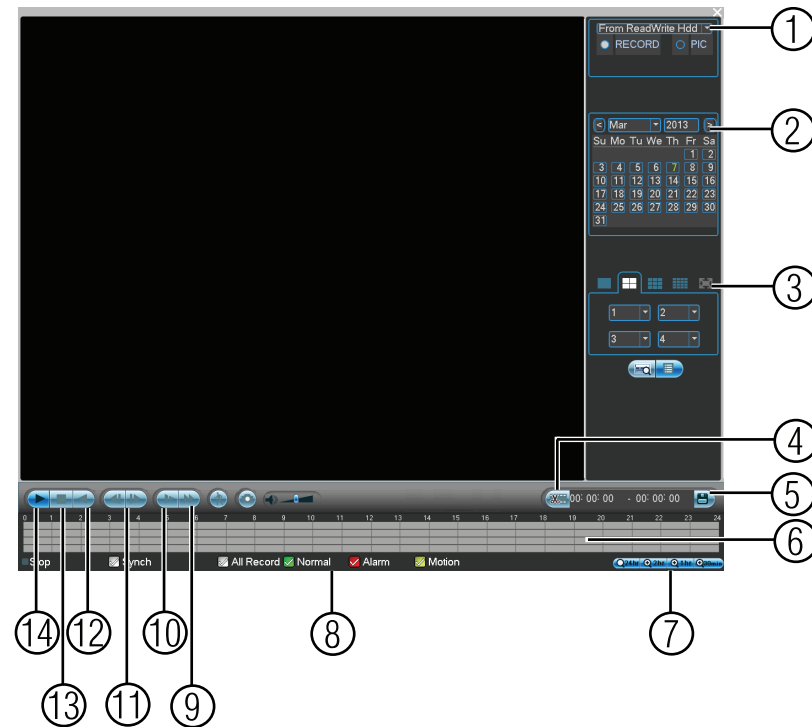 From ReadWrite Hdd
RECORD PIC
1
< Mar 2013 >
2
Su Mo Tu We Th Fr Sa
1 2
3 4 5 6 7 8 9
10 11 12 13 14 15 16
17 18 19 20 21 22 23
24 25 26 27 28 29 30
31
3
1 2
3 4
4
00: 00: 00 - 00: 00: 00
5
0 1 2 3 4 5 6 7 8 9 10 11 12 13 14 15 16 17 18 19 20 21 22 23 24
6
Stop Synch All Record Normal Alarm Motion
24hr 2hr 1hr 30min
14 12 10 8 7
13 11 9